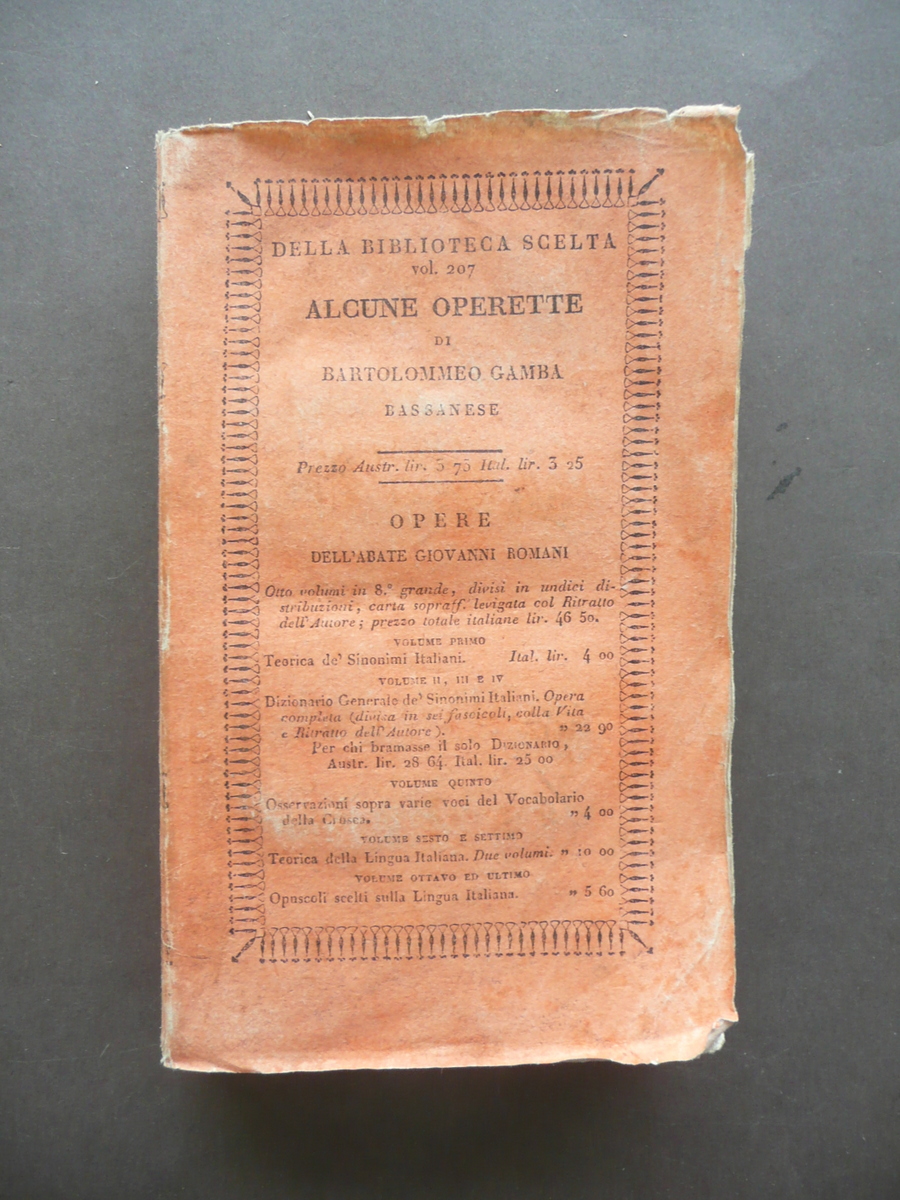 DELLA BIBLIOTECA SCELTA
vol. 207
ALCUNE OPERETTE
DI
BARTOLOMMEO GAMBA
BASSANESE
Prezzo Austr. lir. 3 75 Ital. lir. 3 25
OPERE
DELL'ABATE GIOVANNI ROMANI
Otto volumi in 8.° grande, divisi in undici di-
stribuzioni, carta sopraff. levigata col Ritratto
dell'Autore; prezzo totale italiane lir. 46 50.
VOLUME PRIMO
Teorica de' Sinonimi Italiani. Ital. lir. 4 00
VOLUME II, III E IV
Dizionario Generale de' Sinonimi Italiani. Opera
completa (divisa in sei fascicoli, colla Vita
e Ritratto dell'Autore). " 22 90
Per chi bramasse il solo DIZIONARIO,
Austr. lir. 28 64. Ital. lir. 25 00
VOLUME QUINTO
Osservazioni sopra varie voci del Vocabolario
della Crusca. " 4 00
VOLUME SESTO E SETTIMO
Teorica della Lingua Italiana. Due volumi. " 10 00
VOLUME OTTAVO ED ULTIMO
Opuscoli scelti sulla Lingua Italiana. " 5 60